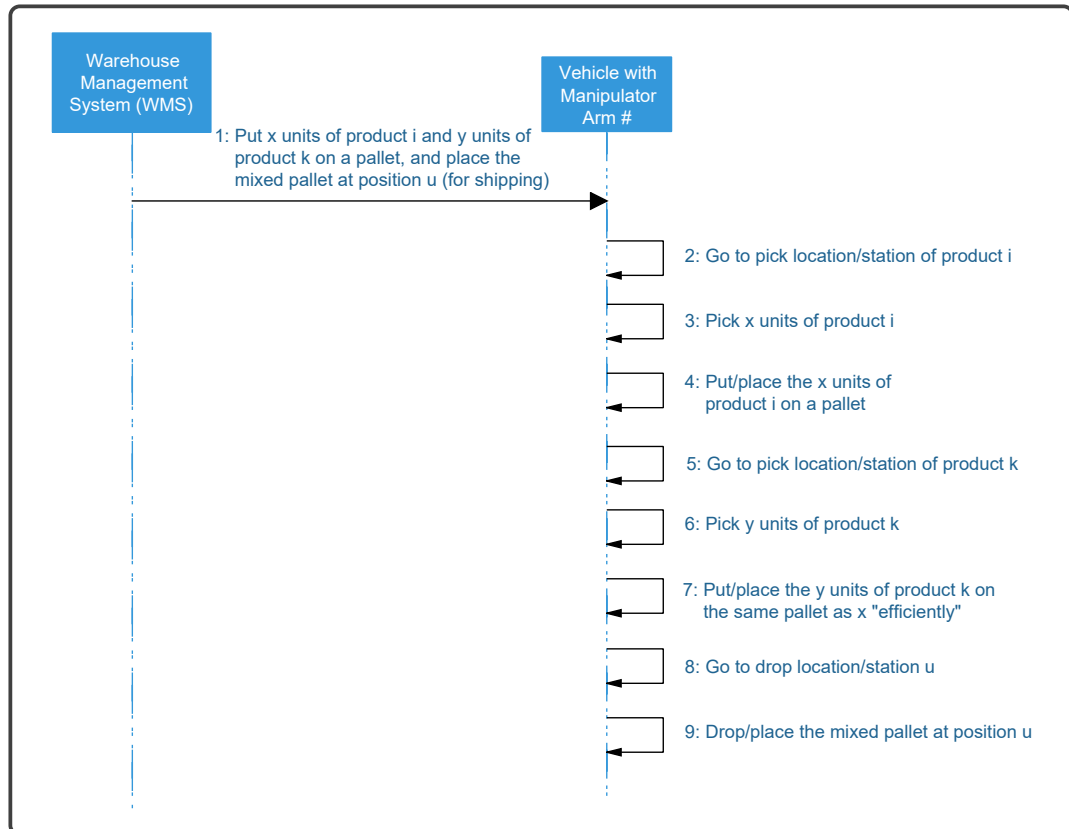 Warehouse
Management
System (WMS)
Vehicle with
Manipulator
Arm #
1: Put x units of product i and y units of
product k on a pallet, and place the
mixed pallet at position u (for shipping)
2: Go to pick location/station of product i
3: Pick x units of product i
4: Put/place the x units of
product i on a pallet
5: Go to pick location/station of product k
6: Pick y units of product k
7: Put/place the y units of product k on
the same pallet as x "efficiently"
8: Go to drop location/station u
9: Drop/place the mixed pallet at position u